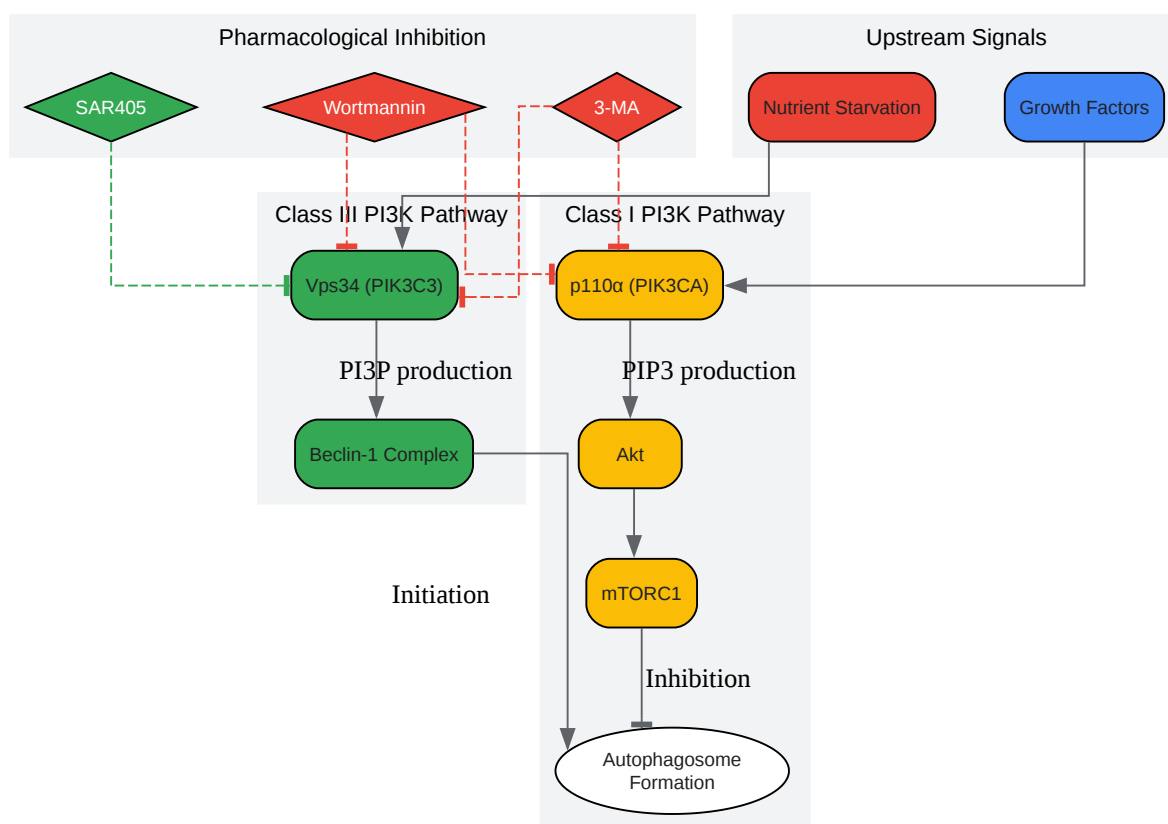 Pharmacological Inhibition
Upstream Signals
SAR405
Wortmannin
3-MA
Nutrient Starvation
Growth Factors
Class III PI3K Pathway
Class I PI3K Pathway
Vps34 (PIK3C3)
p110α (PIK3CA)
PI3P production
PIP3 production
Beclin-1 Complex
Akt
Initiation
mTORC1
Inhibition
Autophagosome
Formation